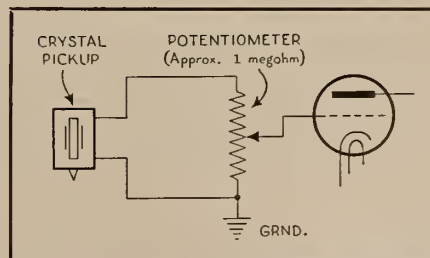 CRYSTAL
PICKUP
POTENTIOMETER
(Approx. 1 megohm)
GRND.